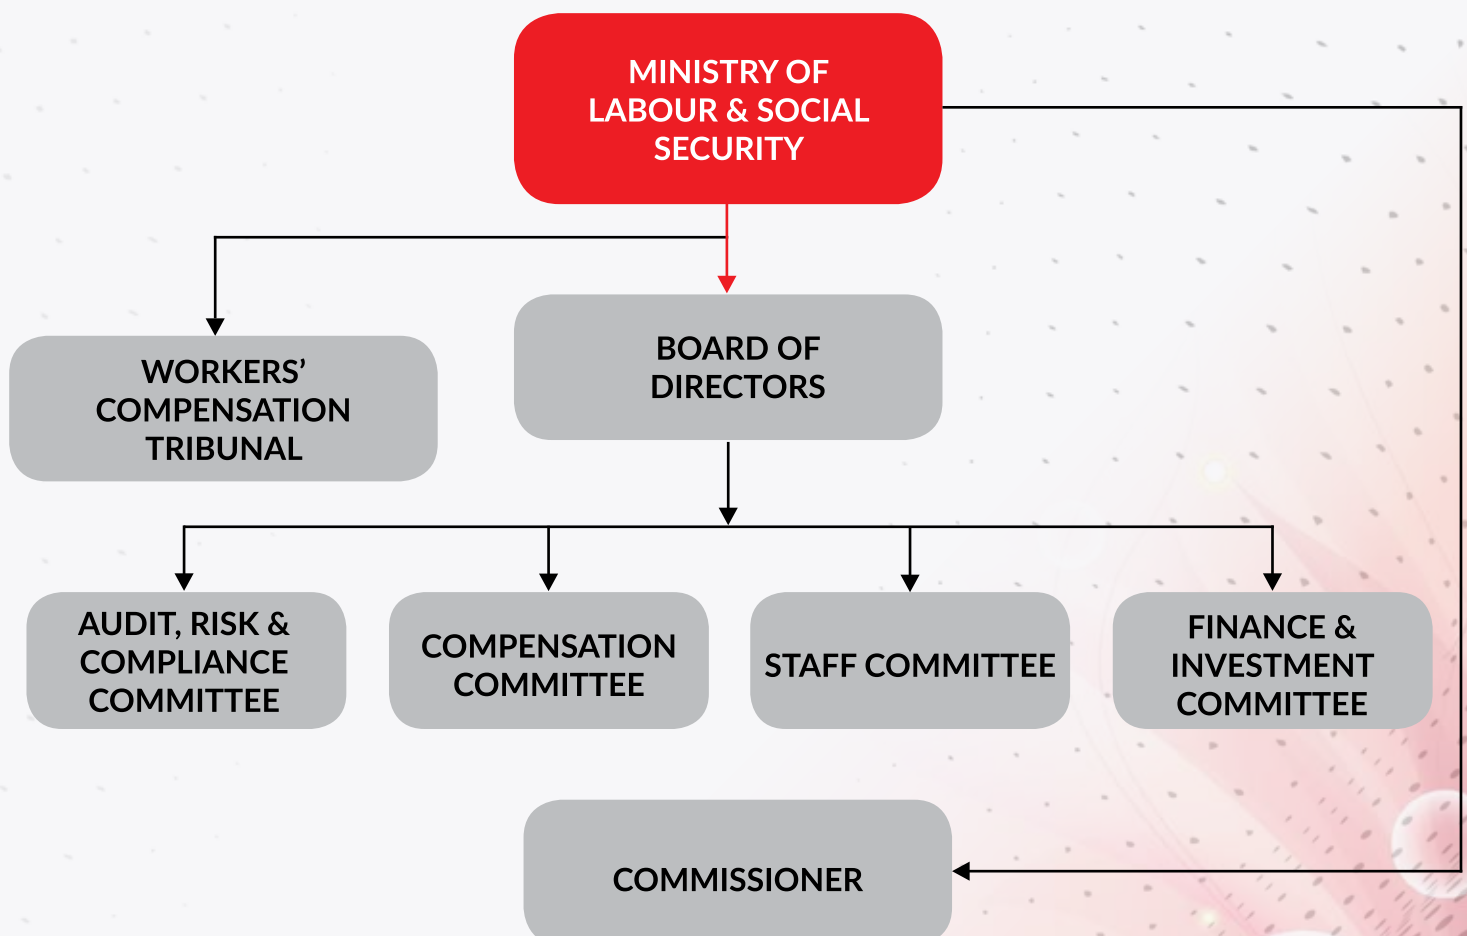 MINISTRY OF
LABOUR & SOCIAL
SECURITY
WORKERS’
COMPENSATION
TRIBUNAL
BOARD OF
DIRECTORS
AUDIT, RISK &
COMPLIANCE
COMMITTEE
COMPENSATION
COMMITTEE
STAFF COMMITTEE
FINANCE &
INVESTMENT
COMMITTEE
COMMISSIONER